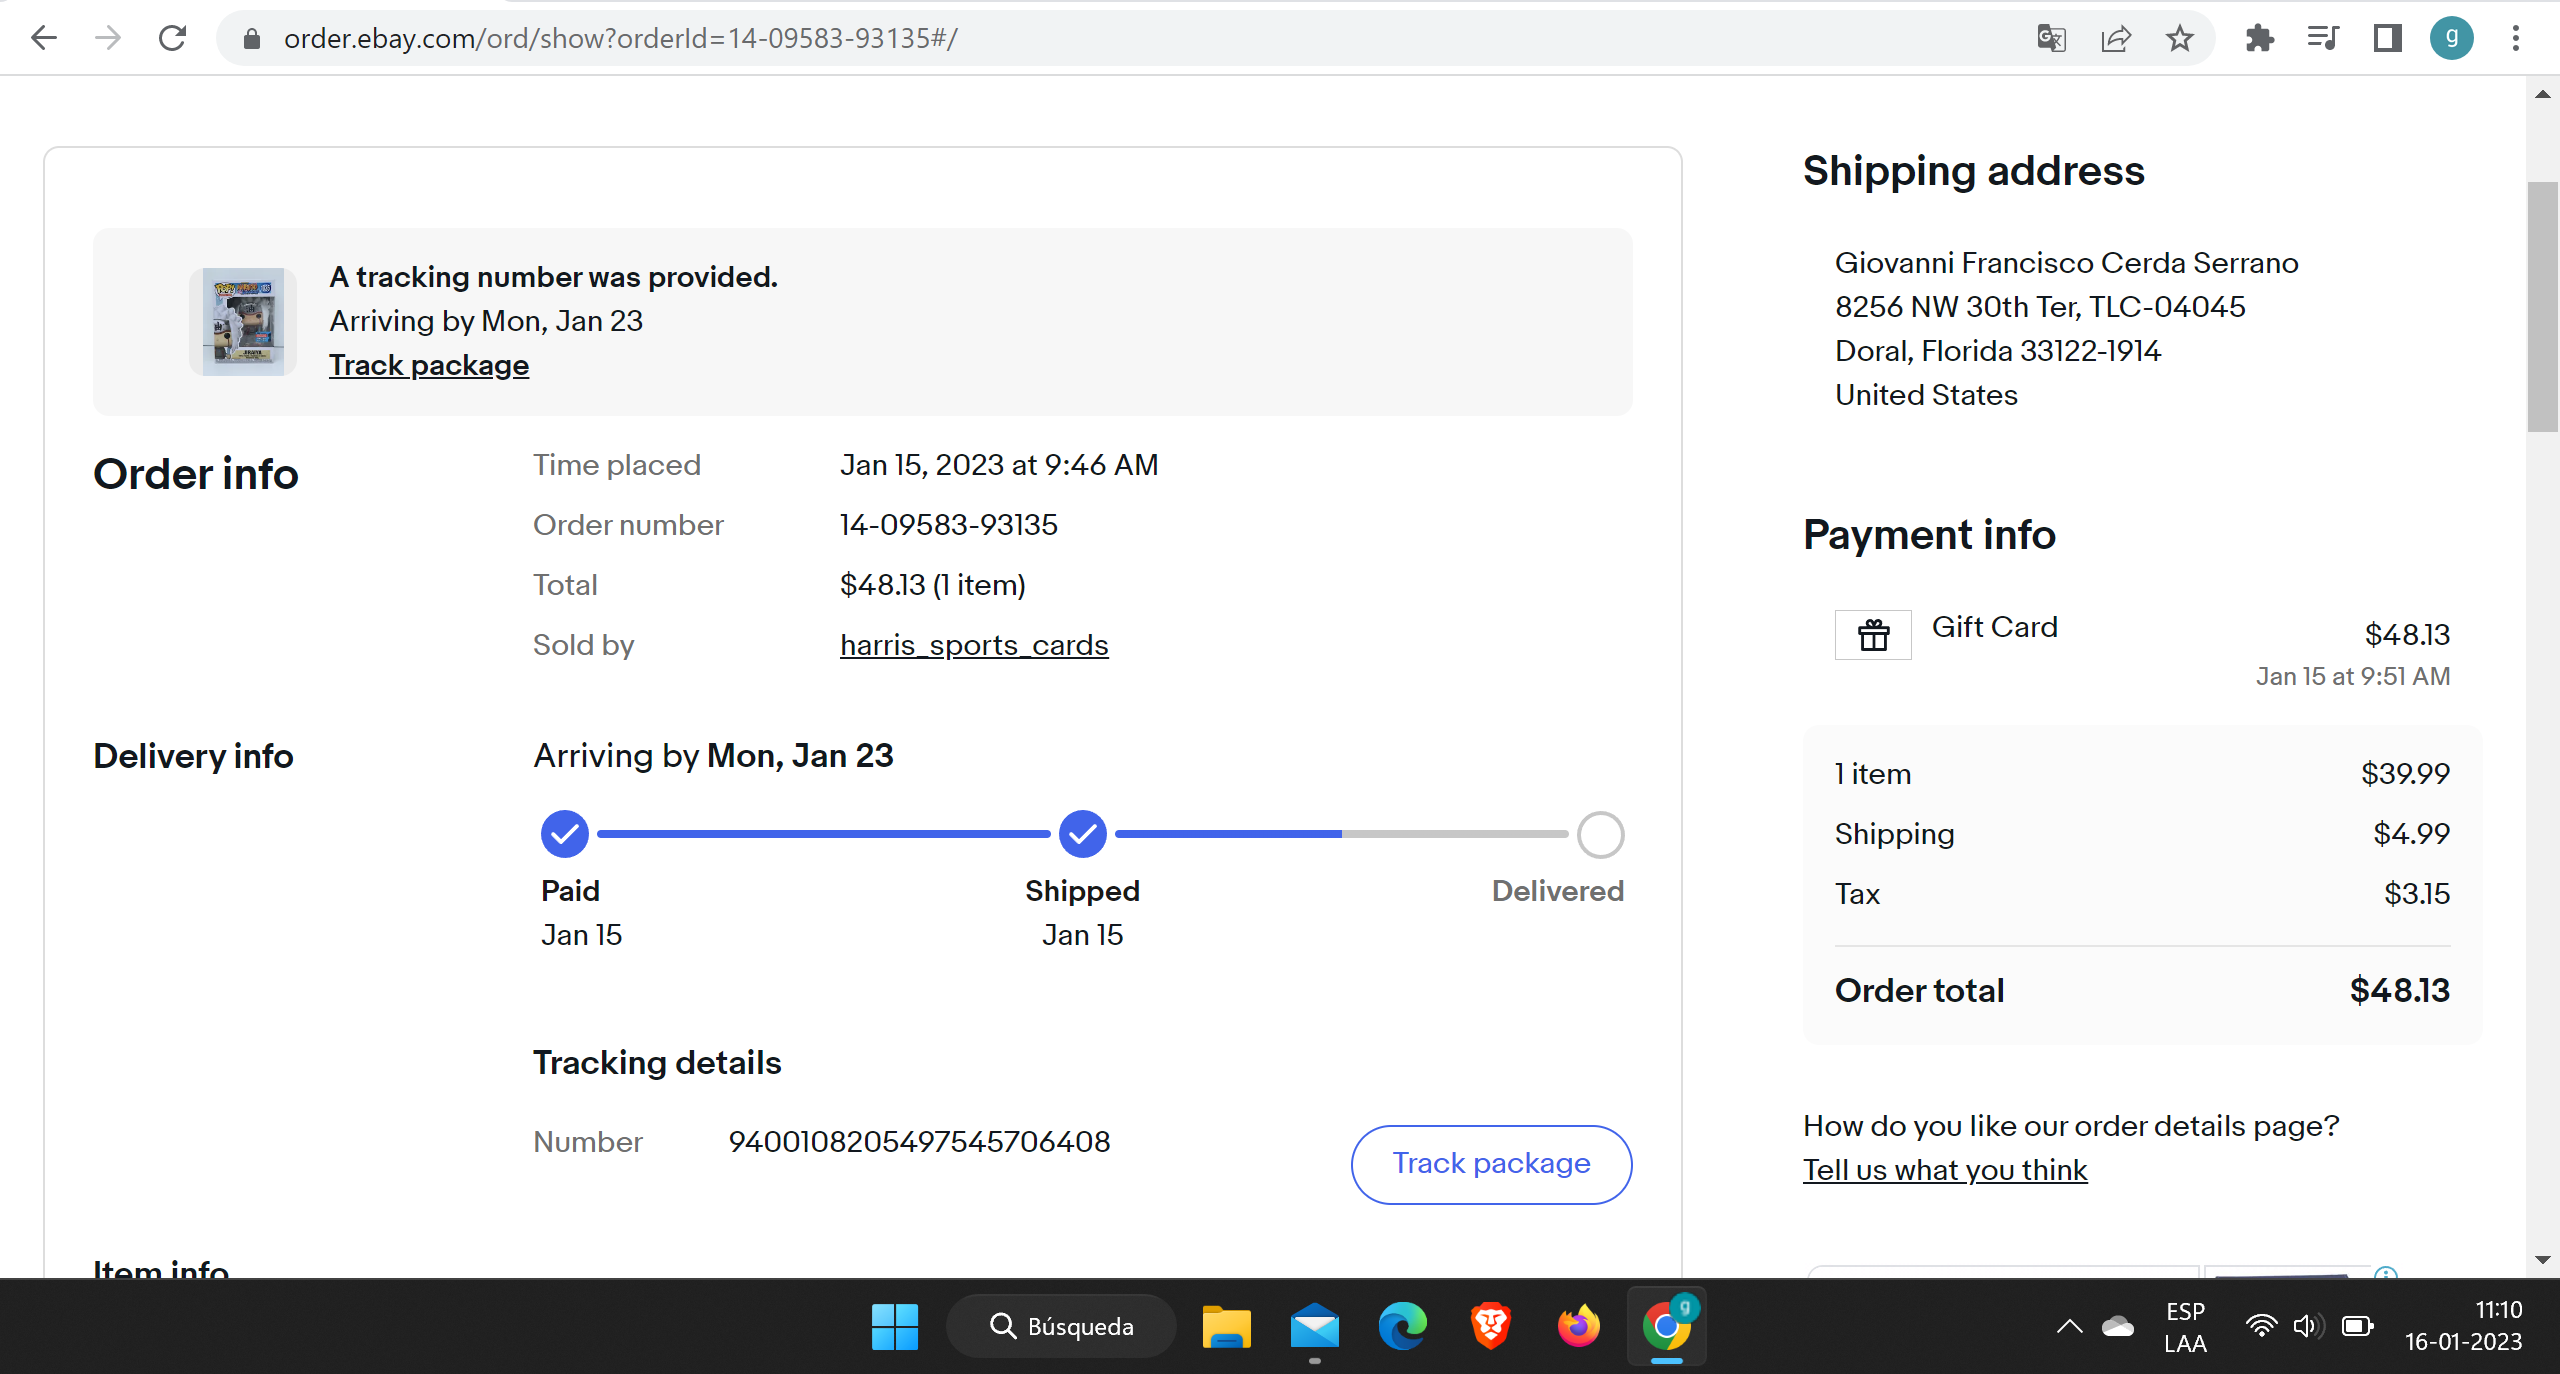 order.ebay.com/ord/show?orderId=14-09583-93135#/
g
A tracking number was provided.
Arriving by Mon, Jan 23
Track package
JIRAIYA
Order info
Time placed Jan 15, 2023 at 9:46 AM
Order number 14-09583-93135
Total $48.13 (1 item)
Sold by harris_sports_cards
Delivery info
Arriving by Mon, Jan 23
Paid Shipped Delivered
Jan 15 Jan 15
Tracking details
Number 9400108205497545706408
Track package
Item info
Shipping address
Giovanni Francisco Cerda Serrano
8256 NW 30th Ter, TLC-04045
Doral, Florida 33122-1914
United States
Payment info
Gift Card $48.13
Jan 15 at 9:51 AM
1 item $39.99
Shipping $4.99
Tax $3.15
Order total $48.13
How do you like our order details page?
Tell us what you think
Búsqueda
g
ESP
LAA
11:10
16-01-2023